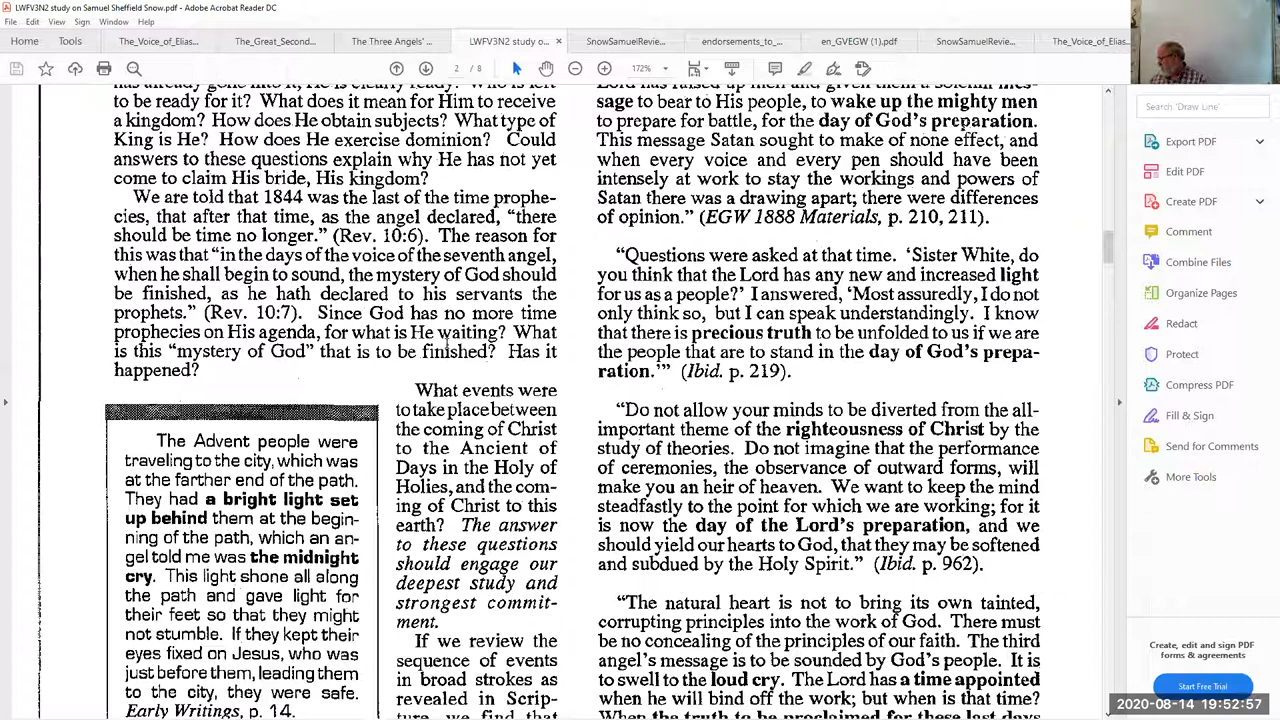 LWFV3N2 study on Samuel Sheffield Snow.pdf - Adobe Acrobat Reader DC
File Edit View Sign Window Help
Home Tools The_Voice_of_Elias... The_Great_Second... The Three Angels' ... LWFV3N2 study o... × SnowSamuelRevie... endorsements_to_... en_GVEGW (1).pdf SnowSamuelRevie... The_Voice_of_Elias...
2 / 8 172%
to be ready for it? What does it mean for Him to receive
a kingdom? How does He obtain subjects? What type of
King is He? How does He exercise dominion? Could
answers to these questions explain why He has not yet
come to claim His bride, His kingdom?
We are told that 1844 was the last of the time prophe-
cies, that after that time, as the angel declared, “there
should be time no longer.” (Rev. 10:6). The reason for
this was that “in the days of the voice of the seventh angel,
when he shall begin to sound, the mystery of God should
be finished, as he hath declared to his servants the
prophets.” (Rev. 10:7). Since God has no more time
prophecies on His agenda, for what is He waiting? What
is this “mystery of God” that is to be finished? Has it
happened?
What events were
to take place between
the coming of Christ
to the Ancient of
Days in the Holy of
Holies, and the com-
ing of Christ to this
earth? The answer
to these questions
should engage our
deepest study and
strongest commit-
ment.
If we review the
sequence of events
in broad strokes as
revealed in Scrip-
ture, we find that
The Advent people were
traveling to the city, which was
at the farther end of the path.
They had a bright light set
up behind them at the begin-
ning of the path, which an an-
gel told me was the midnight
cry. This light shone all along
the path and gave light for
their feet so that they might
not stumble. If they kept their
eyes fixed on Jesus, who was
just before them, leading them
to the city, they were safe.
Early Writings, p. 14.
Lord has raised up men and given them a solemn mes-
sage to bear to His people, to wake up the mighty men
to prepare for battle, for the day of God's preparation.
This message Satan sought to make of none effect, and
when every voice and every pen should have been
intensely at work to stay the workings and powers of
Satan there was a drawing apart; there were differences
of opinion.” (EGW 1888 Materials, p. 210, 211).
“Questions were asked at that time. ‘Sister White, do
you think that the Lord has any new and increased light
for us as a people?’ I answered, ‘Most assuredly, I do not
only think so, but I can speak understandingly. I know
that there is precious truth to be unfolded to us if we are
the people that are to stand in the day of God's prepa-
ration.’” (Ibid. p. 219).
“Do not allow your minds to be diverted from the all-
important theme of the righteousness of Christ by the
study of theories. Do not imagine that the performance
of ceremonies, the observance of outward forms, will
make you an heir of heaven. We want to keep the mind
steadfastly to the point for which we are working; for it
is now the day of the Lord's preparation, and we
should yield our hearts to God, that they may be softened
and subdued by the Holy Spirit.” (Ibid. p. 962).
“The natural heart is not to bring its own tainted,
corrupting principles into the work of God. There must
be no concealing of the principles of our faith. The third
angel's message is to be sounded by God's people. It is
to swell to the loud cry. The Lord has a time appointed
when he will bind off the work; but when is that time?
When the truth to be proclaimed for these last days
Search 'Draw Line'
Export PDF
Edit PDF
Create PDF
Comment
Combine Files
Organize Pages
Redact
Protect
Compress PDF
Fill & Sign
Send for Comments
More Tools
Create, edit and sign PDF
forms & agreements
Start Free Trial
2020-08-14 19:52:57